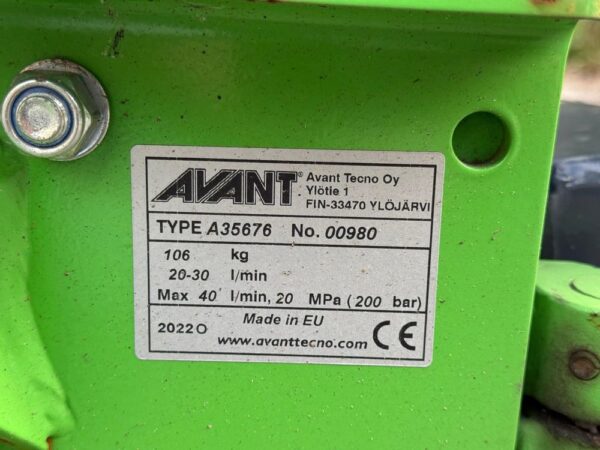 AVANT® Avant Tecno Oy
Ylötie 1
FIN-33470 YLÖJÄRVI
TYPE A35676 No. 00980
106 kg
20-30 l/min
Max 40 l/min, 20 MPa (200 bar)
Made in EU
2022O
www.avanttecno.com
CE